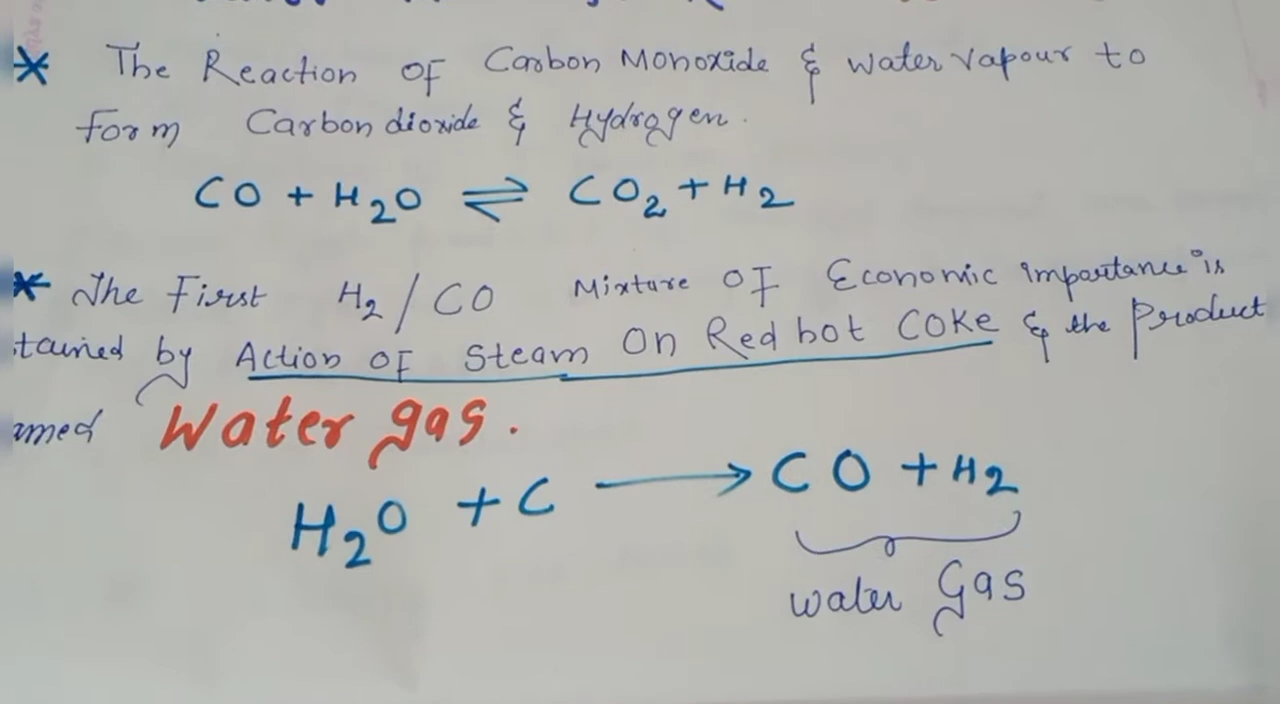 * The Reaction OF Carbon Monoxide & water vapour to
form Carbon dioxide & Hydrogen.
CO + H2O ⇌ CO2 + H2
* The First H2 / CO Mixture OF Economic importance is
tained by Action OF Steam On Red hot COKe & the Product
amed Water gas.
H2O + C ⟶ CO + H2
water Gas